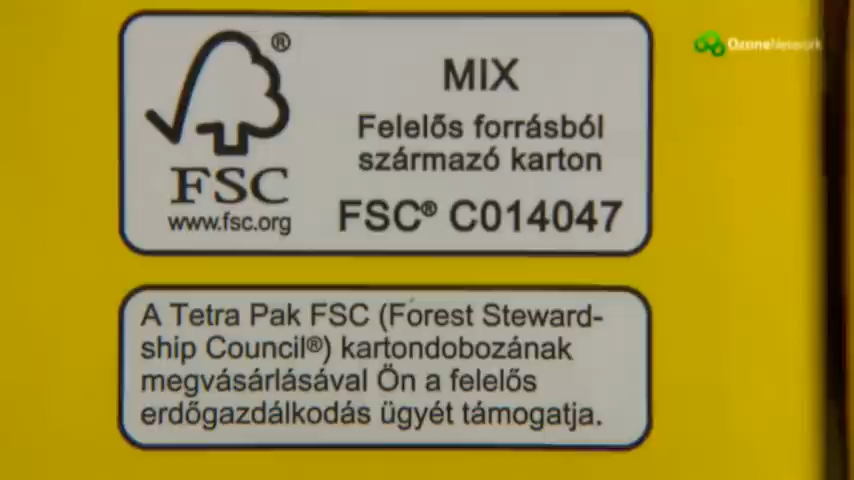 OzoneNetwork
®
MIX
Felelős forrásból
származó karton
FSC
www.fsc.org
FSC® C014047
A Tetra Pak FSC (Forest Steward-
ship Council®) kartondobozának
megvásárlásával Ön a felelős
erdőgazdálkodás ügyét támogatja.